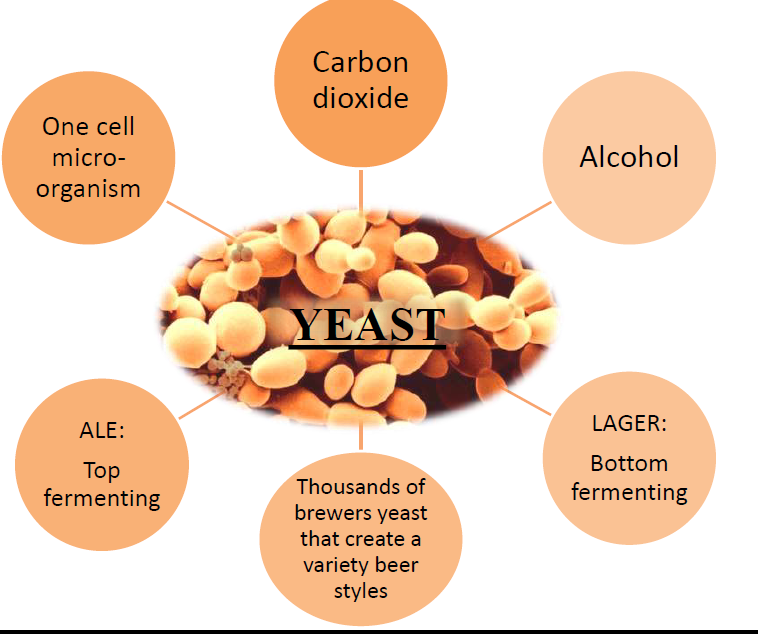 Carbon
dioxide
One cell
micro-
organism
Alcohol
YEAST
ALE:
Top
fermenting
LAGER:
Bottom
fermenting
Thousands of
brewers yeast
that create a
variety beer
styles